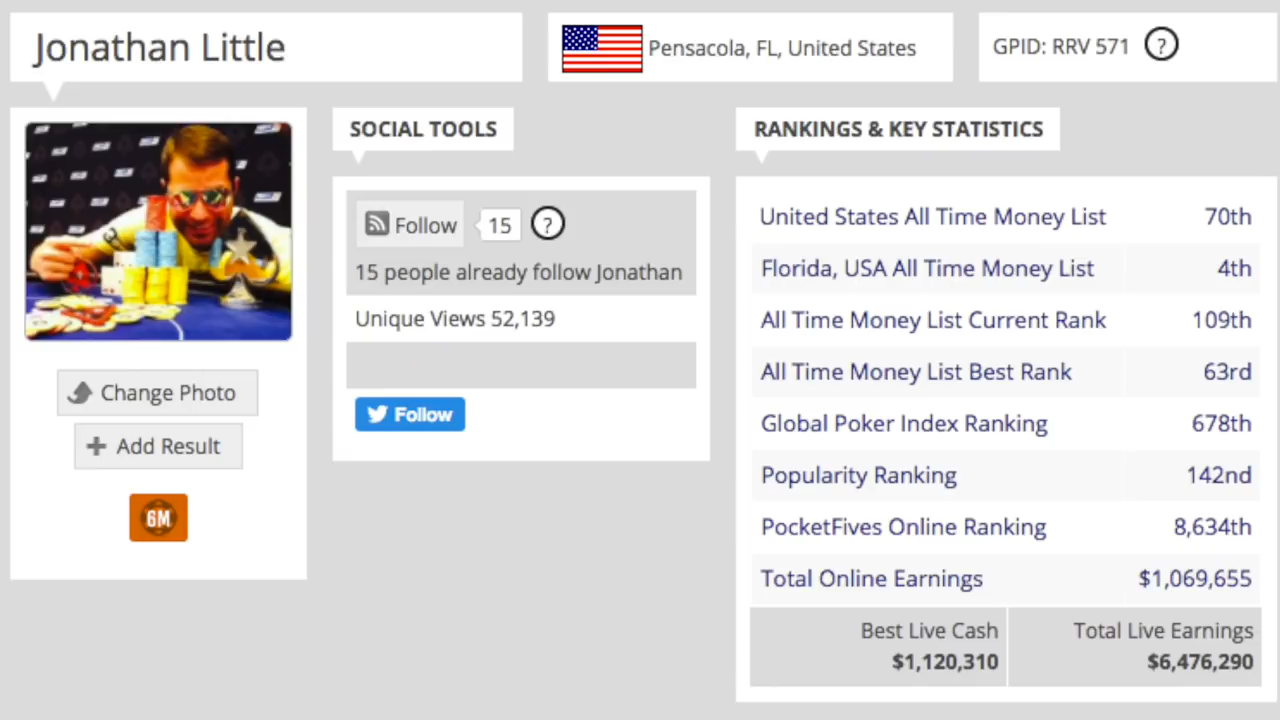 Jonathan Little
Pensacola, FL, United States
GPID: RRV 571 ?
Change Photo
Add Result
6M
SOCIAL TOOLS
Follow 15 ?
15 people already follow Jonathan
Unique Views 52,139
Follow
RANKINGS & KEY STATISTICS
United States All Time Money List 70th
Florida, USA All Time Money List 4th
All Time Money List Current Rank 109th
All Time Money List Best Rank 63rd
Global Poker Index Ranking 678th
Popularity Ranking 142nd
PocketFives Online Ranking 8,634th
Total Online Earnings $1,069,655
Best Live Cash Total Live Earnings
$1,120,310 $6,476,290